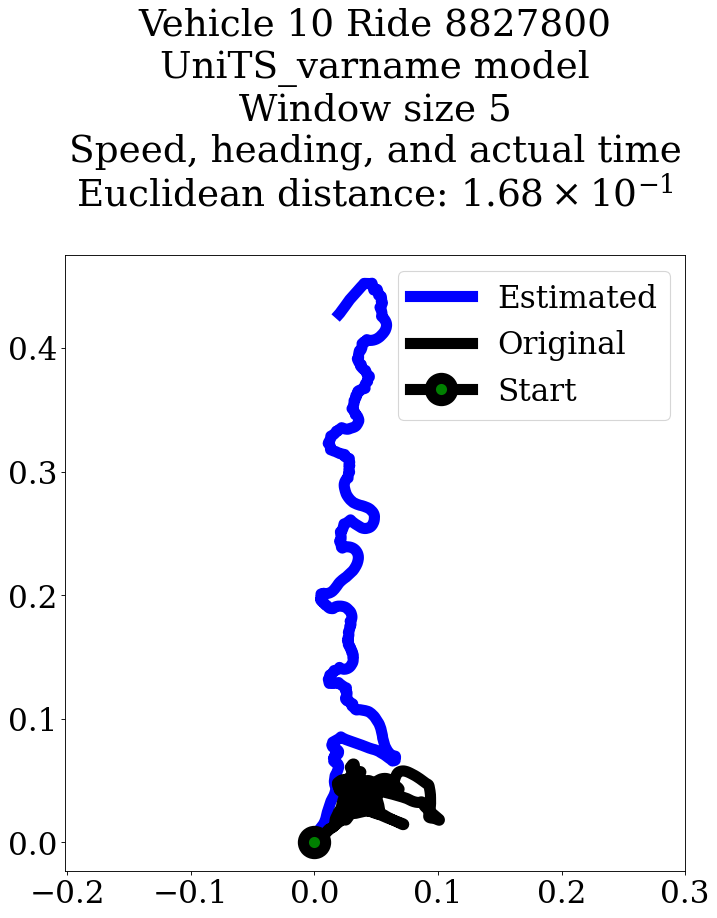 Vehicle 10 Ride 8827800
UniTS_varname model
Window size 5
Speed, heading, and actual time
Euclidean distance: 1.68 × 10⁻¹
Estimated
Original
Start
0.4
0.3
0.2
0.1
0.0
−0.2 −0.1 0.0 0.1 0.2 0.3